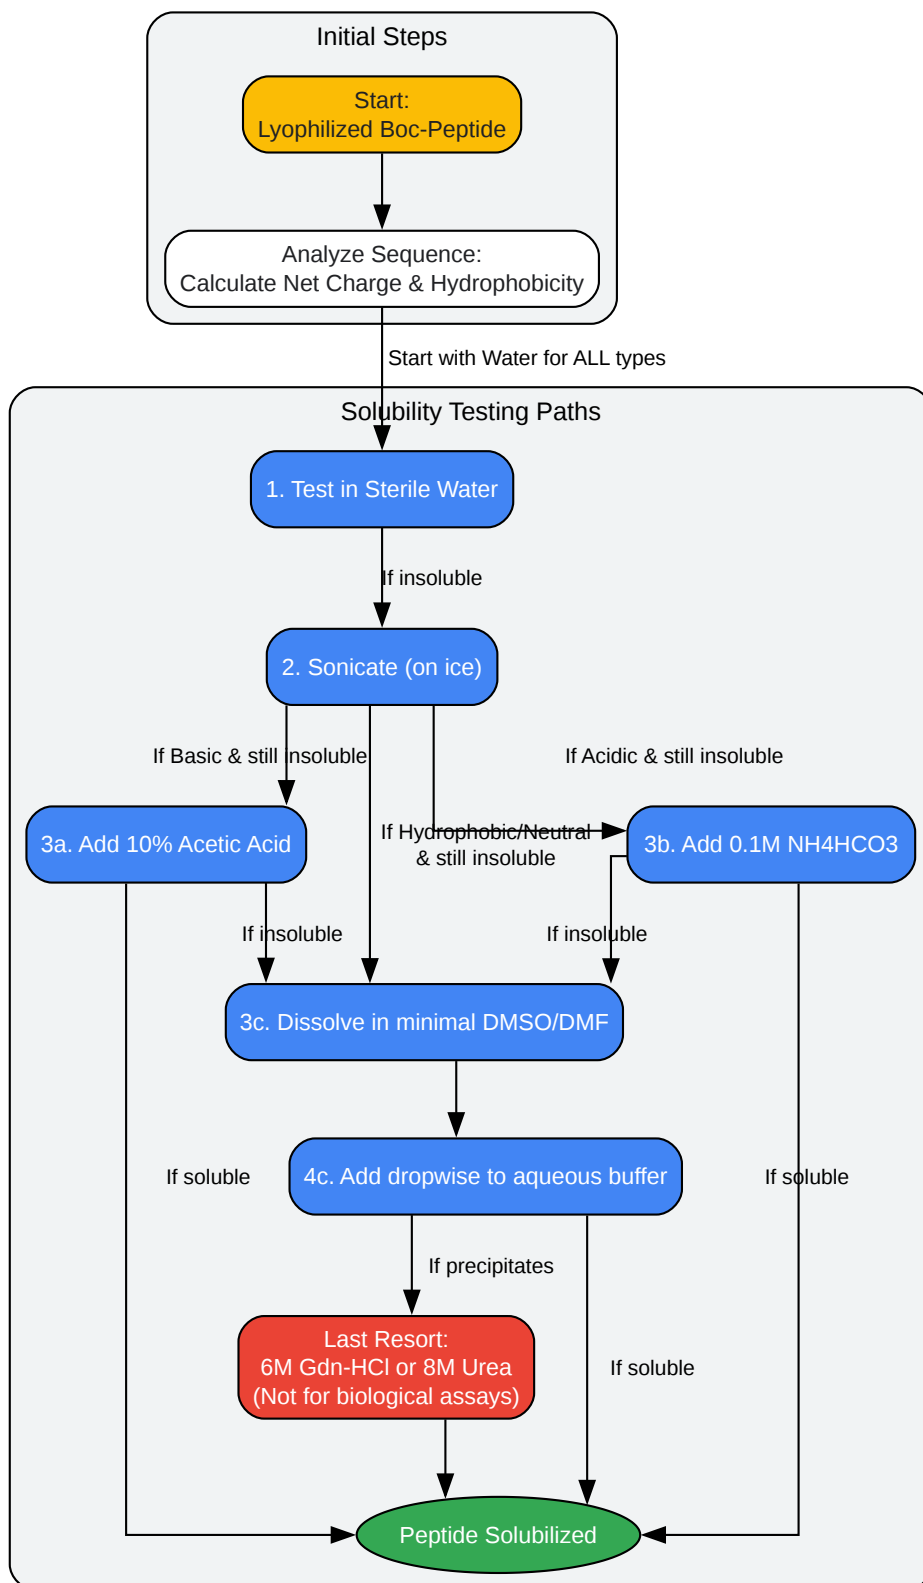 Initial Steps
Start:
Lyophilized Boc-Peptide
Analyze Sequence:
Calculate Net Charge & Hydrophobicity
Start with Water for ALL types
Solubility Testing Paths
1. Test in Sterile Water
If insoluble
2. Sonicate (on ice)
If Basic & still insoluble
If Acidic & still insoluble
3a. Add 10% Acetic Acid
If Hydrophobic/Neutral
& still insoluble
3b. Add 0.1M NH4HCO3
If insoluble
If insoluble
3c. Dissolve in minimal DMSO/DMF
4c. Add dropwise to aqueous buffer
If soluble
If soluble
If precipitates
Last Resort:
6M Gdn-HCl or 8M Urea
(Not for biological assays)
If soluble
Peptide Solubilized